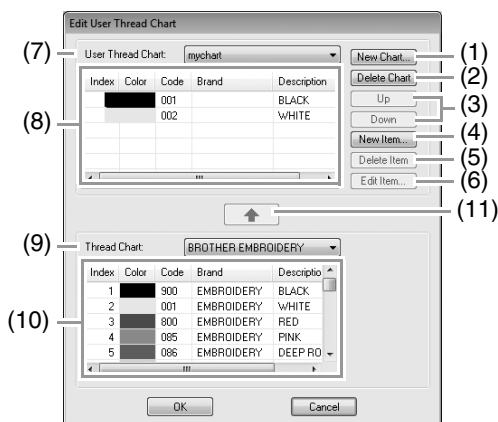 Edit User Thread Chart
(7) User Thread Chart: mychart New Chart... (1)
Index Color Code Brand Description Delete Chart (2)
001 BLACK Up (3)
002 WHITE Down
(8) New Item... (4)
Delete Item (5)
Edit Item... (6)
(11)
(9) Thread Chart: BROTHER EMBROIDERY
Index Color Code Brand Descriptio
1 900 EMBROIDERY BLACK
2 001 EMBROIDERY WHITE
(10) 3 800 EMBROIDERY RED
4 085 EMBROIDERY PINK
5 086 EMBROIDERY DEEP RO
OK Cancel